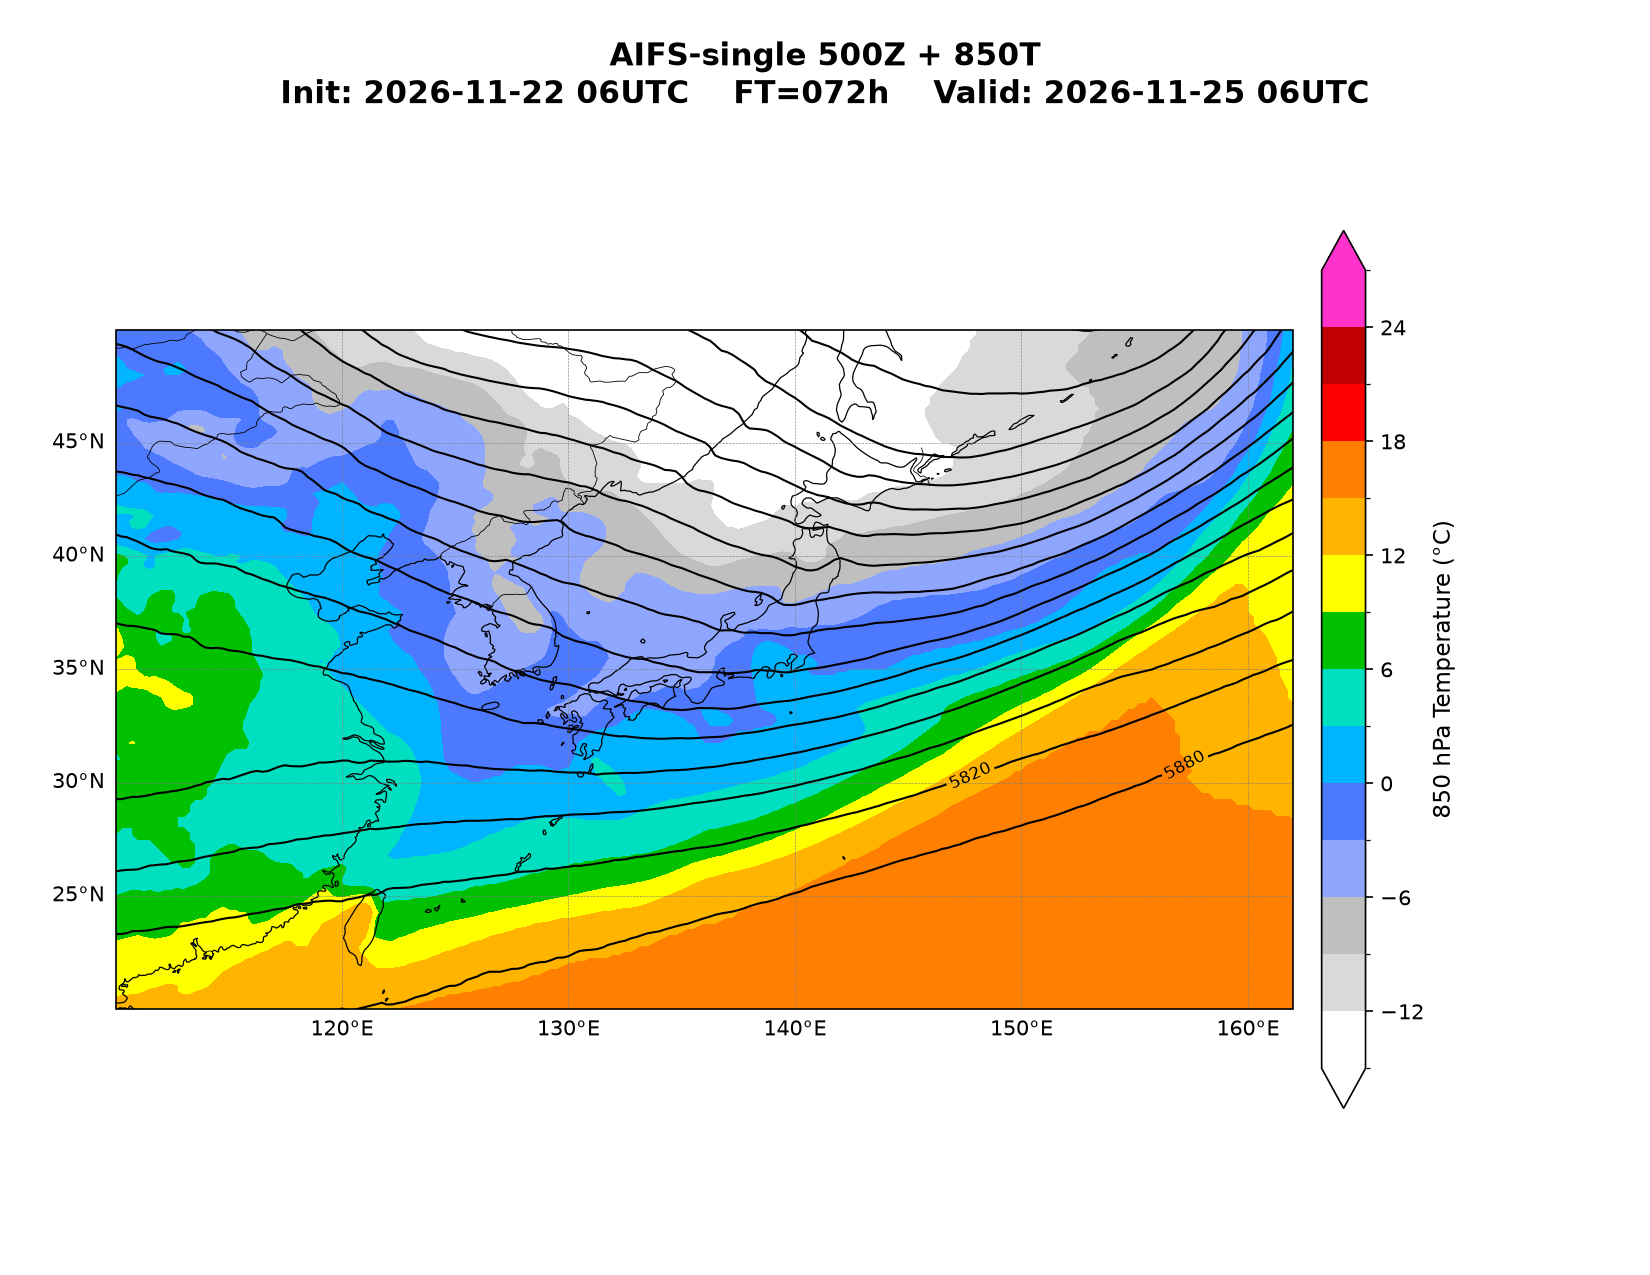 AIFS-single 500Z + 850T
Init: 2026-11-22 06UTC    FT=072h    Valid: 2026-11-25 06UTC
45°N
40°N
35°N
30°N
25°N
120°E
130°E
140°E
150°E
160°E
5820
5880
24
18
12
6
0
−6
−12
850 hPa Temperature (°C)